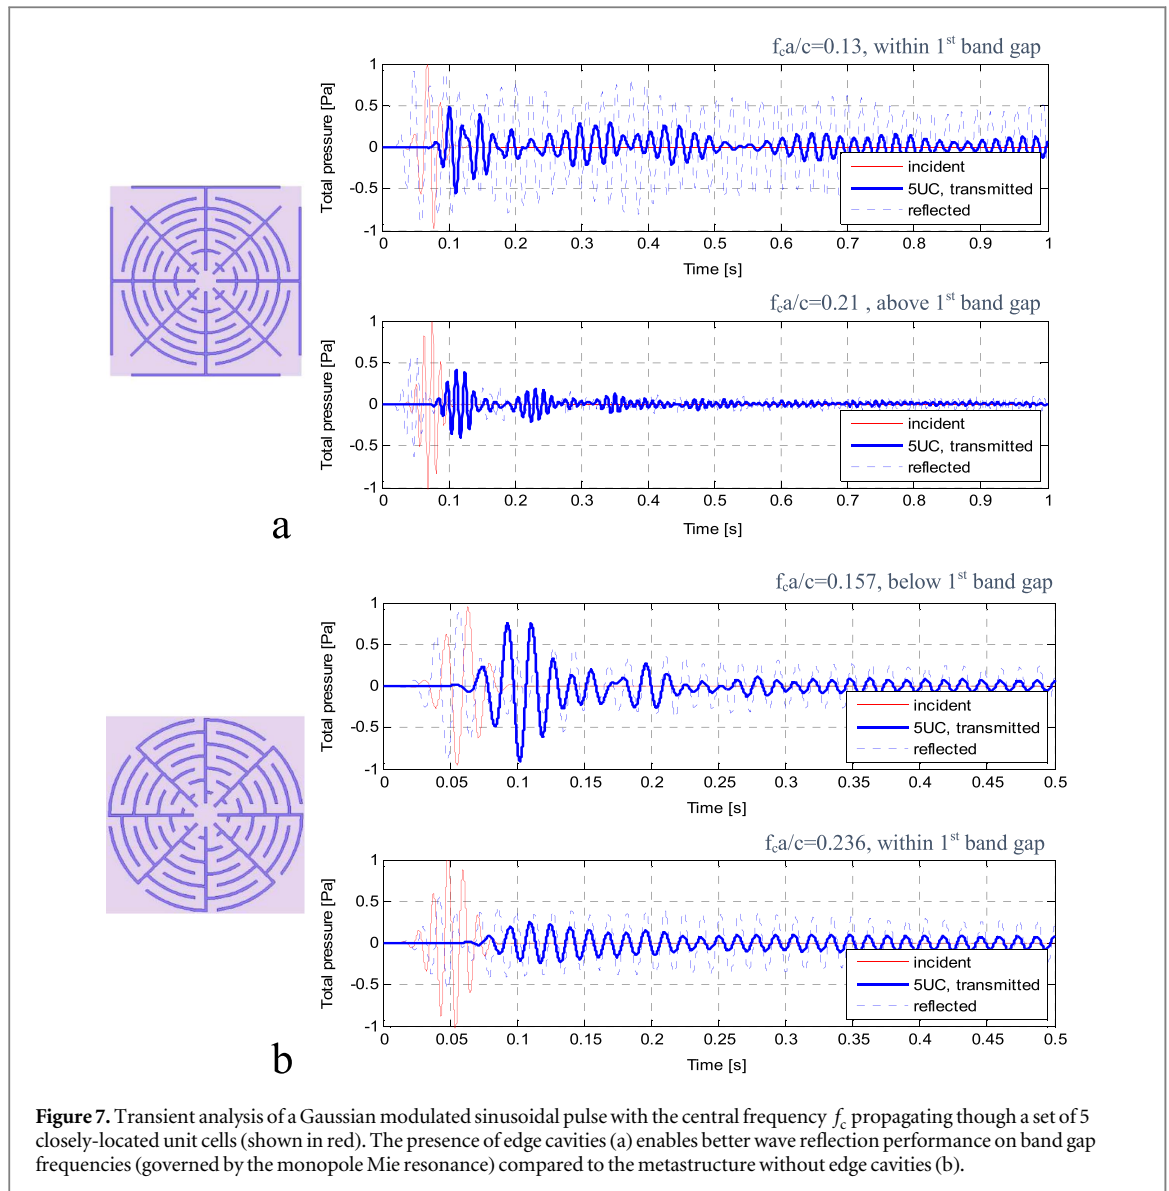 f_c a/c=0.13, within 1st band gap
Total pressure [Pa]
1
0.5
0
-0.5
-1
incident
5UC, transmitted
reflected
0 0.1 0.2 0.3 0.4 0.5 0.6 0.7 0.8 0.9 1
Time [s]
f_c a/c=0.21 , above 1st band gap
Total pressure [Pa]
1
0.5
0
-0.5
-1
incident
5UC, transmitted
reflected
0 0.1 0.2 0.3 0.4 0.5 0.6 0.7 0.8 0.9 1
Time [s]
a
f_c a/c=0.157, below 1st band gap
Total pressure [Pa]
1
0.5
0
-0.5
-1
incident
5UC, transmitted
reflected
0 0.05 0.1 0.15 0.2 0.25 0.3 0.35 0.4 0.45 0.5
Time [s]
f_c a/c=0.236, within 1st band gap
Total pressure [Pa]
1
0.5
0
-0.5
-1
incident
5UC, transmitted
reflected
0 0.05 0.1 0.15 0.2 0.25 0.3 0.35 0.4 0.45 0.5
Time [s]
b
Figure 7. Transient analysis of a Gaussian modulated sinusoidal pulse with the central frequency f_c propagating though a set of 5
closely-located unit cells (shown in red). The presence of edge cavities (a) enables better wave reflection performance on band gap
frequencies (governed by the monopole Mie resonance) compared to the metastructure without edge cavities (b).